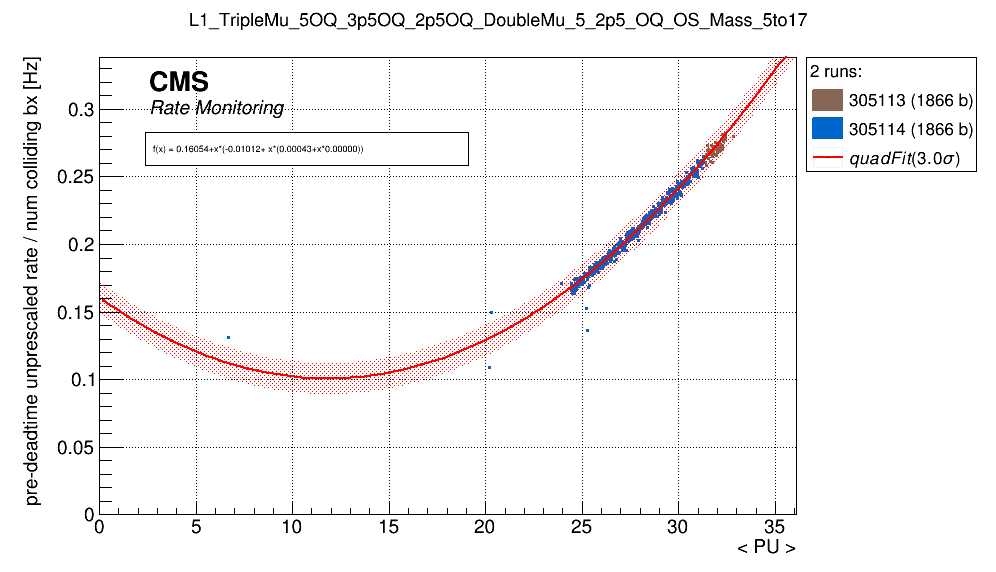 L1_TripleMu_5OQ_3p5OQ_2p5OQ_DoubleMu_5_2p5_OQ_OS_Mass_5to17
pre-deadtime unprescaled rate / num colliding bx [Hz]
CMS
Rate Monitoring
f(x) = 0.16054+x*(-0.01012+ x*(0.00043+x*0.00000))
2 runs:
305113 (1866 b)
305114 (1866 b)
quadFit(3.0σ)
0.3
0.25
0.2
0.15
0.1
0.05
0
0 5 10 15 20 25 30 35
< PU >